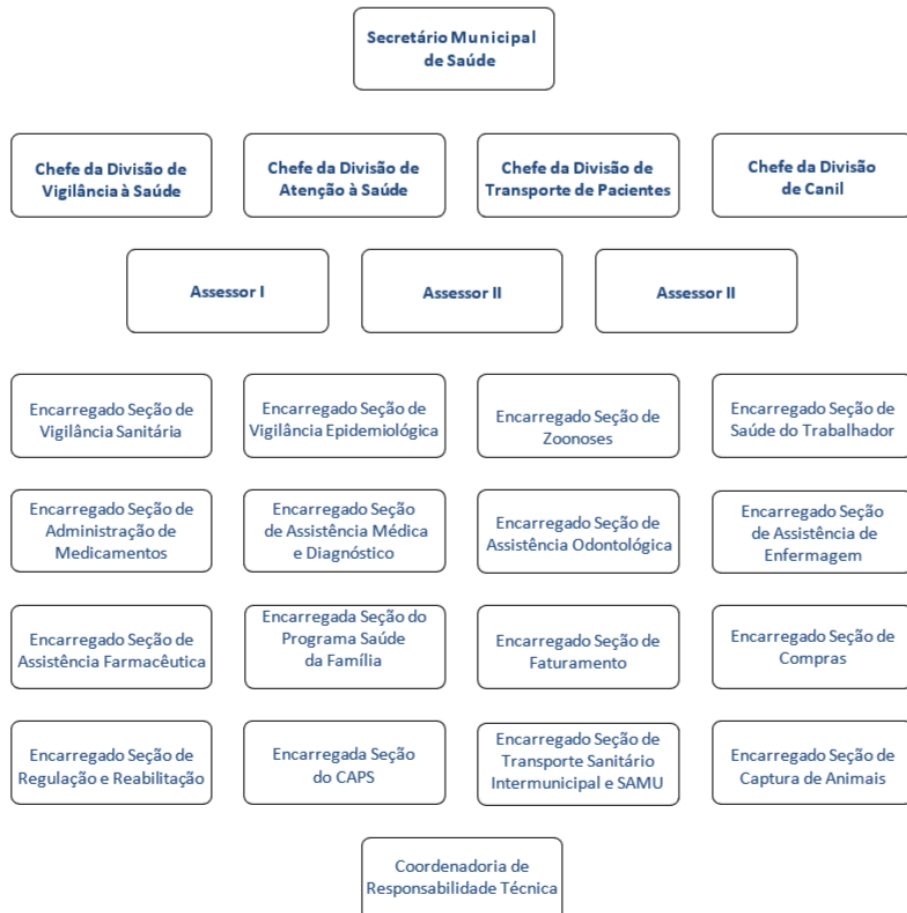 Secretário Municipal
de Saúde
Chefe da Divisão de
Vigilância à Saúde
Chefe da Divisão de
Atenção à Saúde
Chefe da Divisão de
Transporte de Pacientes
Chefe da Divisão
de Canil
Assessor I
Assessor II
Assessor II
Encarregado Seção de
Vigilância Sanitária
Encarregado Seção de
Vigilância Epidemiológica
Encarregado Seção de
Zoonoses
Encarregado Seção de
Saúde do Trabalhador
Encarregado Seção de
Administração de
Medicamentos
Encarregado Seção
de Assistência Médica
e Diagnóstico
Encarregado Seção de
Assistência Odontológica
Encarregado Seção
de Assistência de
Enfermagem
Encarregado Seção de
Assistência Farmacêutica
Encarregada Seção do
Programa Saúde
da Família
Encarregado Seção de
Faturamento
Encarregado Seção de
Compras
Encarregado Seção de
Regulação e Reabilitação
Encarregada Seção
do CAPS
Encarregado Seção de
Transporte Sanitário
Intermunicipal e SAMU
Encarregado Seção de
Captura de Animais
Coordenadoria de
Responsabilidade Técnica